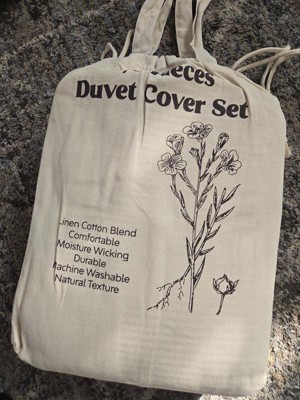 Duvet Cover Set
Linen Cotton Blend
Comfortable
Moisture Wicking
Durable
Machine Washable
Natural Texture